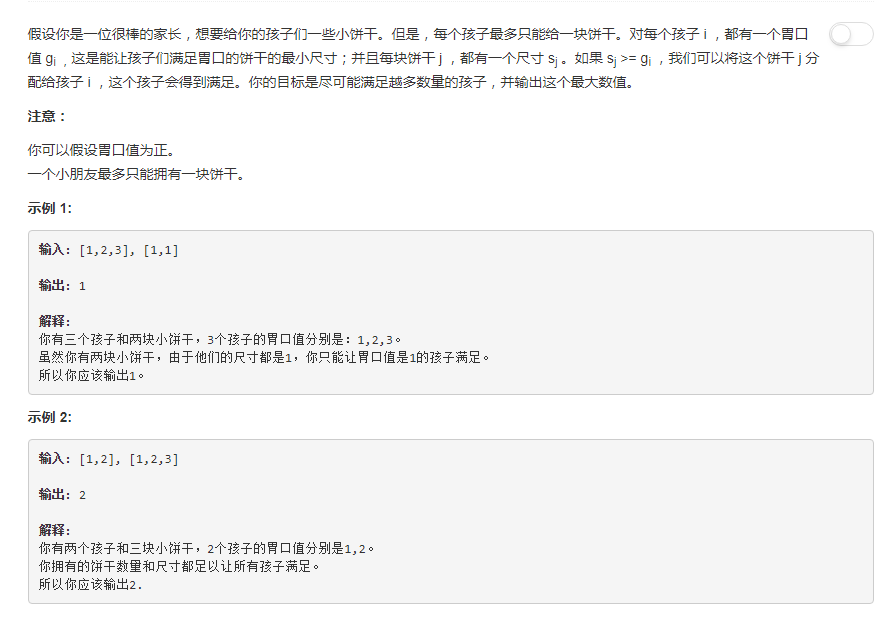 假设你是一位很棒的家长，想要给你的孩子们一些小饼干。但是，每个孩子最多只能给一块饼干。对每个孩子 i ，都有一个胃口
值 gi ，这是能让孩子们满足胃口的饼干的最小尺寸；并且每块饼干 j ，都有一个尺寸 sj 。如果 sj >= gi ，我们可以将这个饼干 j 分
配给孩子 i ，这个孩子会得到满足。你的目标是尽可能满足越多数量的孩子，并输出这个最大数值。
注意：
你可以假设胃口值为正。
一个小朋友最多只能拥有一块饼干。
示例 1:
输入: [1,2,3], [1,1]
输出: 1
解释:
你有三个孩子和两块小饼干，3个孩子的胃口值分别是：1,2,3。
虽然你有两块小饼干，由于他们的尺寸都是1，你只能让胃口值是1的孩子满足。
所以你应该输出1。
示例 2:
输入: [1,2], [1,2,3]
输出: 2
解释:
你有两个孩子和三块小饼干，2个孩子的胃口值分别是1,2。
你拥有的饼干数量和尺寸都足以让所有孩子满足。
所以你应该输出2.